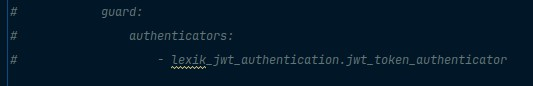 #            guard:
#                authenticators:
#                    - lexik_jwt_authentication.jwt_token_authenticator